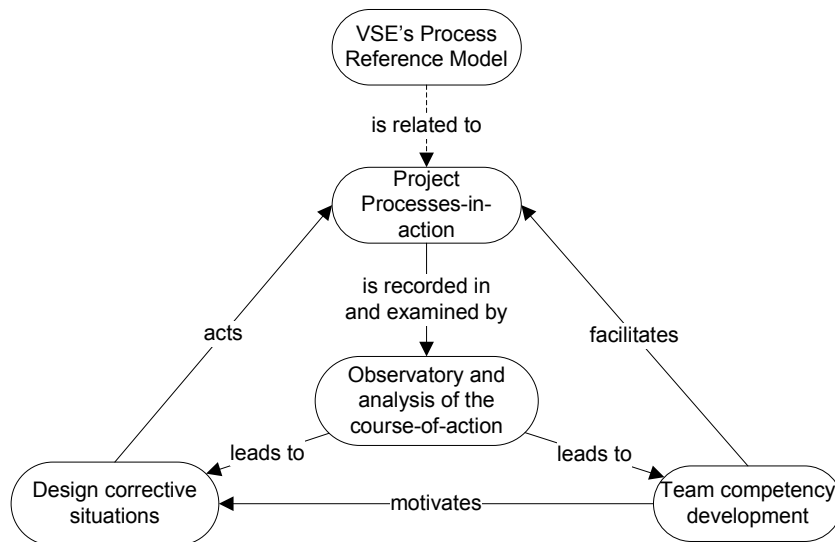 VSE's Process
Reference Model
is related to
Project
Processes-in-
action
is recorded in
and examined by
acts
facilitates
Observatory and
analysis of the
course-of-action
leads to
leads to
Design corrective
situations
motivates
Team competency
development